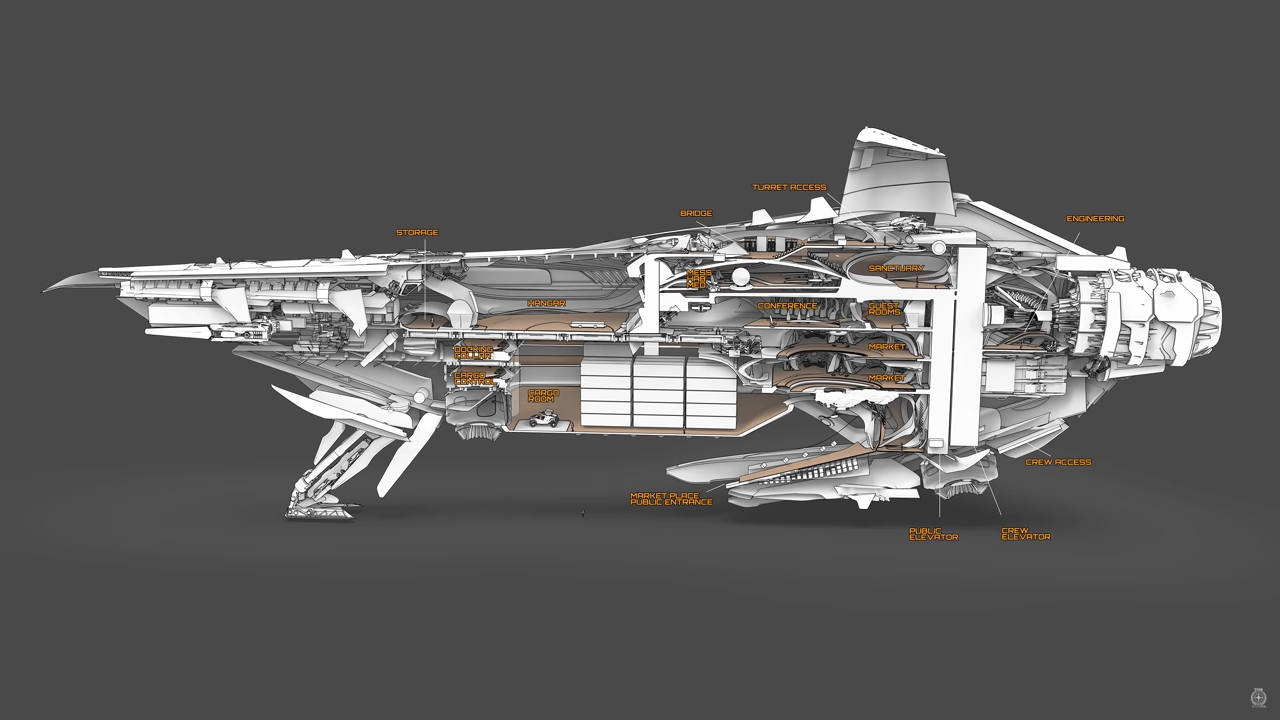 TURRET ACCESS
BRIDGE
ENGINEERING
STORAGE
SANCTUARY
MESS
HAB
MED
HANGAR
CONFERENCE
GUEST
ROOMS
MARKET
DOCKING
COLLAR
CARGO
CONTROL
MARKET
CARGO
ROOM
CREW ACCESS
MARKET PLACE
PUBLIC ENTRANCE
PUBLIC
ELEVATOR
CREW
ELEVATOR